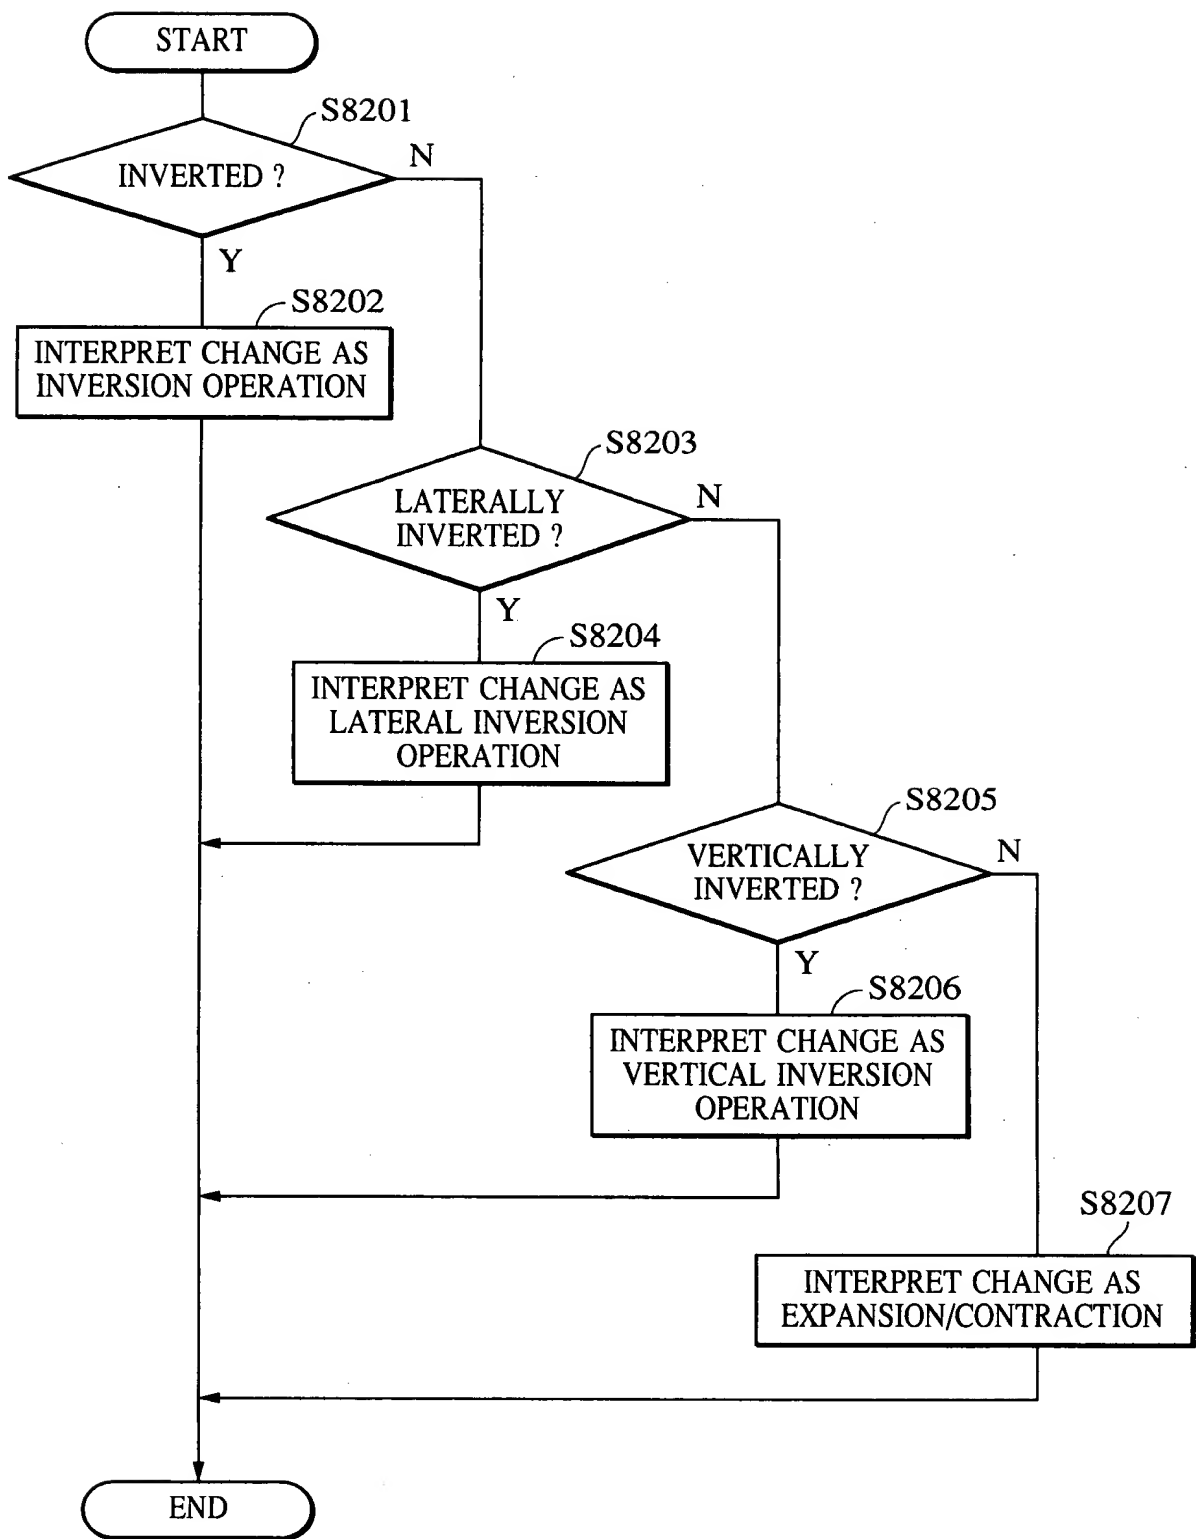 START
S8201
INVERTED ?
N
Y
S8202
INTERPRET CHANGE AS
INVERSION OPERATION
S8203
LATERALLY
INVERTED ?
N
Y
S8204
INTERPRET CHANGE AS
LATERAL INVERSION
OPERATION
S8205
VERTICALLY
INVERTED ?
N
Y
S8206
INTERPRET CHANGE AS
VERTICAL INVERSION
OPERATION
S8207
INTERPRET CHANGE AS
EXPANSION/CONTRACTION
END